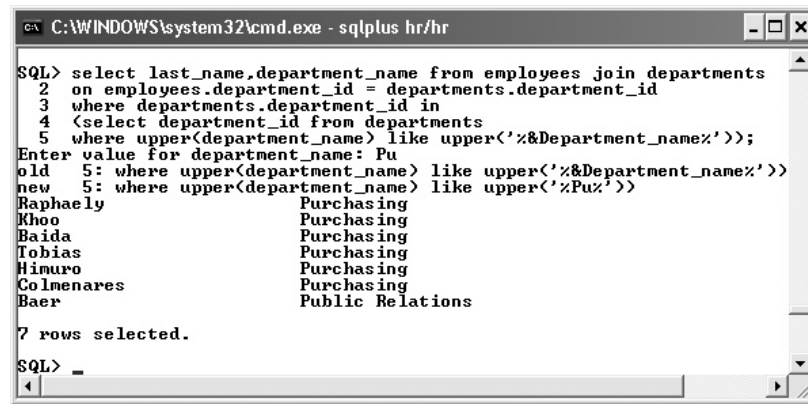 C:\WINDOWS\system32\cmd.exe - sqlplus hr/hr
SQL> select last_name,department_name from employees join departments
2 on employees.department_id = departments.department_id
3 where departments.department_id in
4 (select department_id from departments
5 where upper(department_name) like upper('%&Department_name%'));
Enter value for department_name: Pu
old 5: where upper(department_name) like upper('%&Department_name%'))
new 5: where upper(department_name) like upper('%Pu%'))
Raphaely Purchasing
Khoo Purchasing
Baida Purchasing
Tobias Purchasing
Himuro Purchasing
Colmenares Purchasing
Baer Public Relations
7 rows selected.
SQL> _